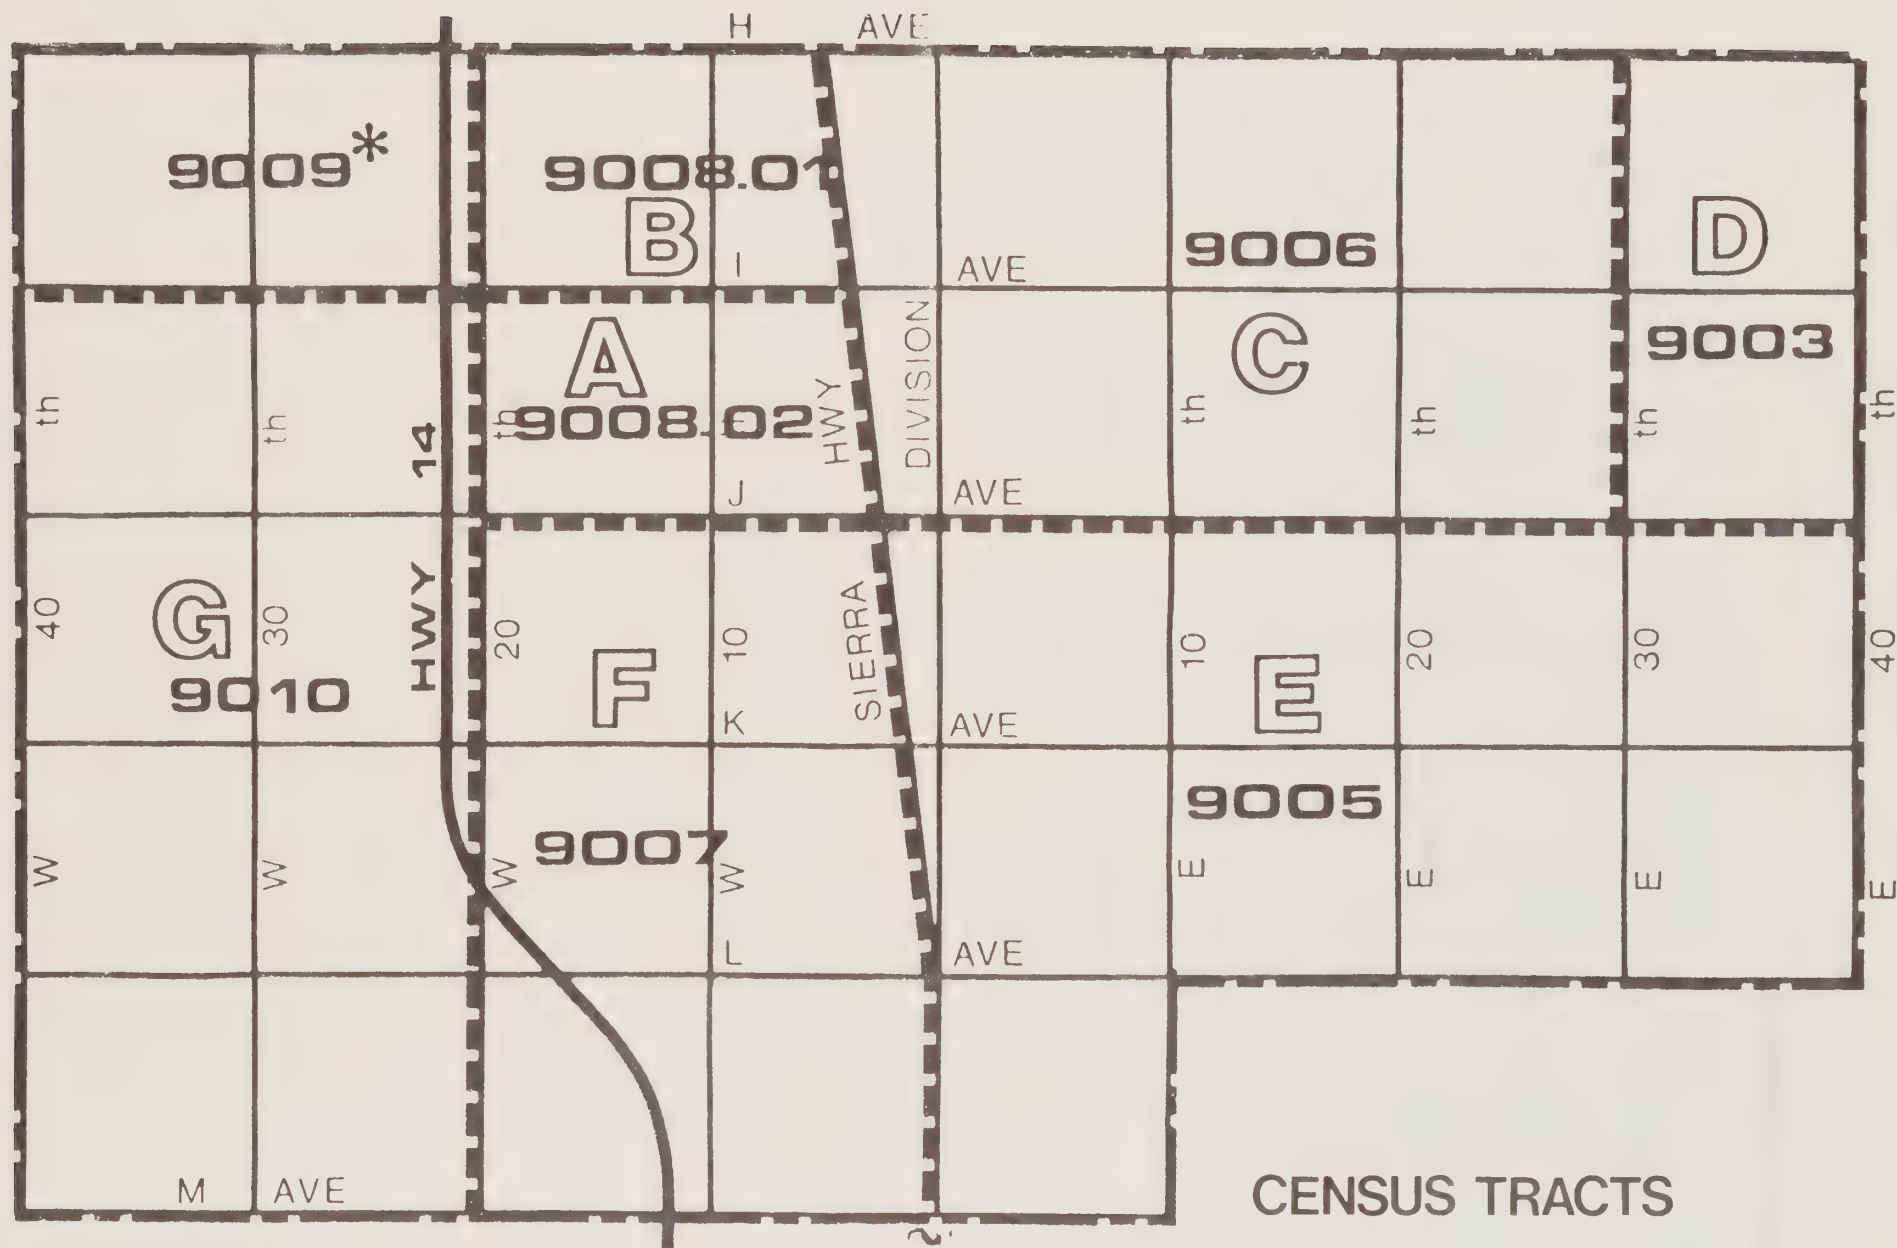 H AVE
9009*
9008.01
B
I AVE
9006
D
A
9008.02
C
9003
HWY 14
SIERRA HWY
DIVISION
J AVE
40 th W
30 th W
20 th W
10 W
10 th E
20 th E
30 th E
40 th E
G
9010
F
E
K AVE
9005
9007
L AVE
M AVE
CENSUS TRACTS